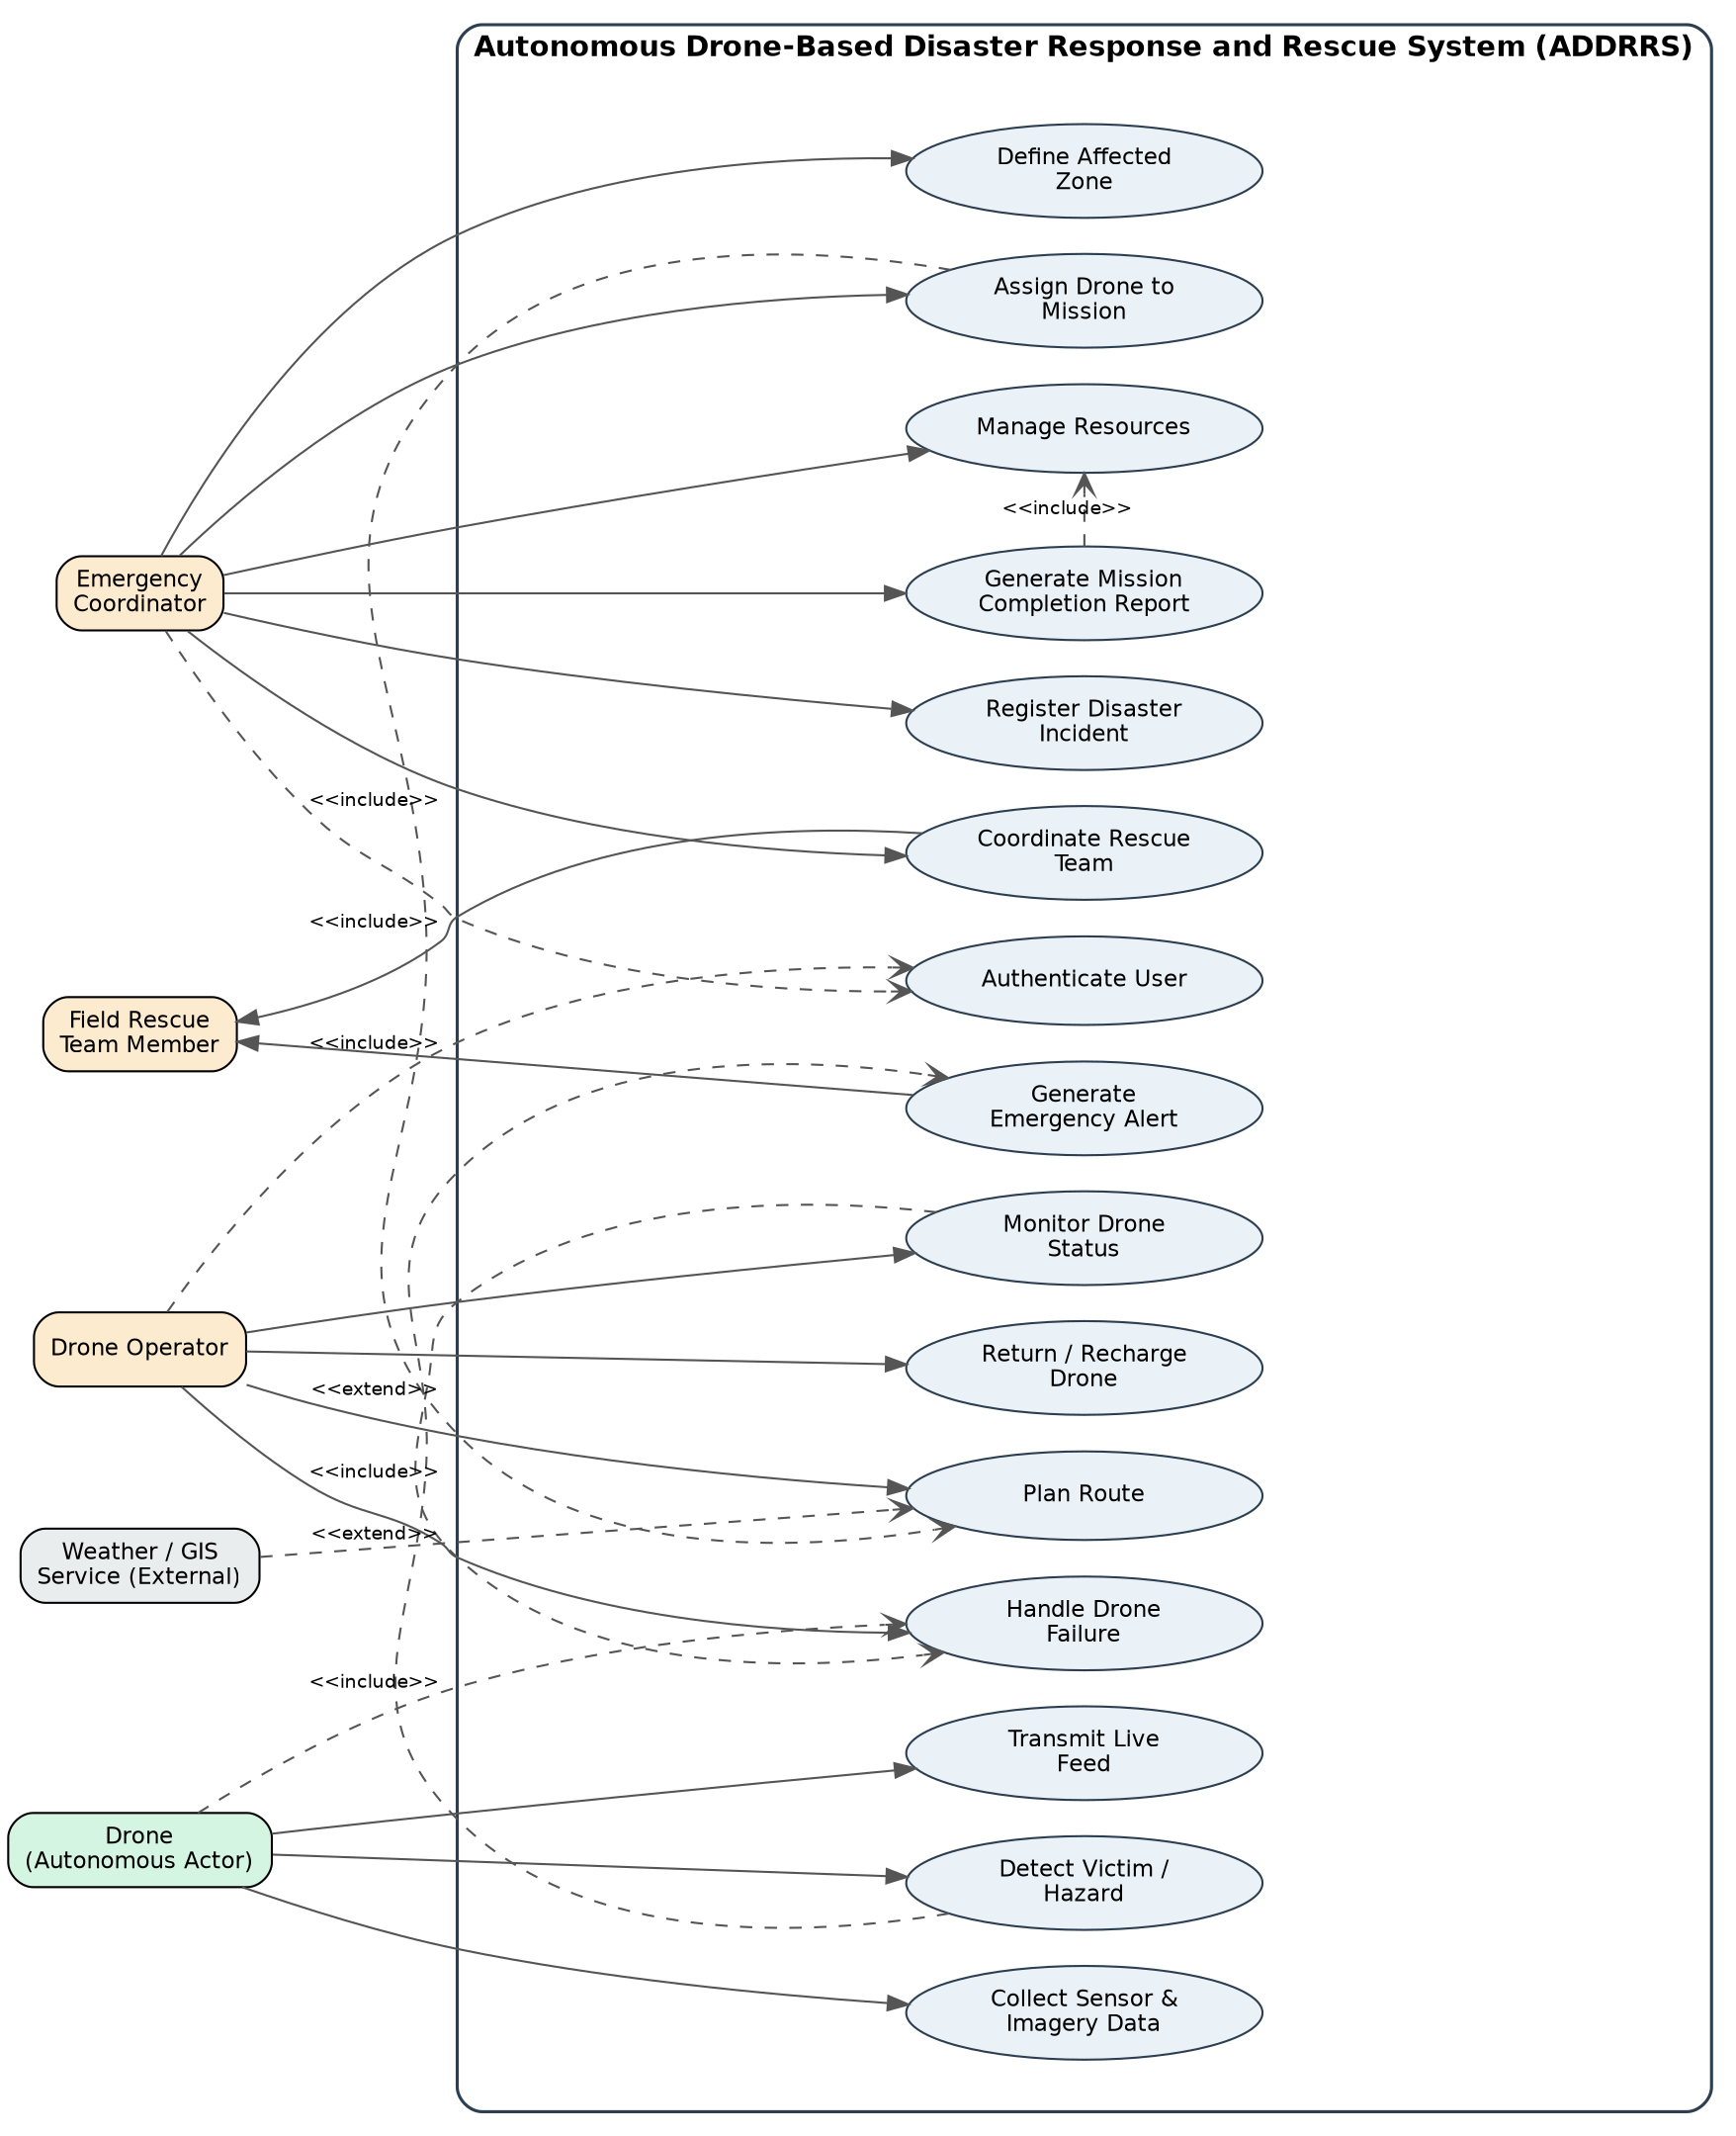 Autonomous Drone-Based Disaster Response and Rescue System (ADDRRS)
Define Affected
Zone
Assign Drone to
Mission
Manage Resources
<<include>>
Emergency
Coordinator
Generate Mission
Completion Report
Register Disaster
Incident
<<include>>
Coordinate Rescue
Team
<<include>>
Authenticate User
Field Rescue
Team Member
<<include>>
Generate
Emergency Alert
Monitor Drone
Status
Drone Operator
Return / Recharge
Drone
<<extend>>
<<include>>
Plan Route
<<extend>>
Weather / GIS
Service (External)
Handle Drone
Failure
<<include>>
Transmit Live
Feed
Drone
(Autonomous Actor)
Detect Victim /
Hazard
Collect Sensor &
Imagery Data